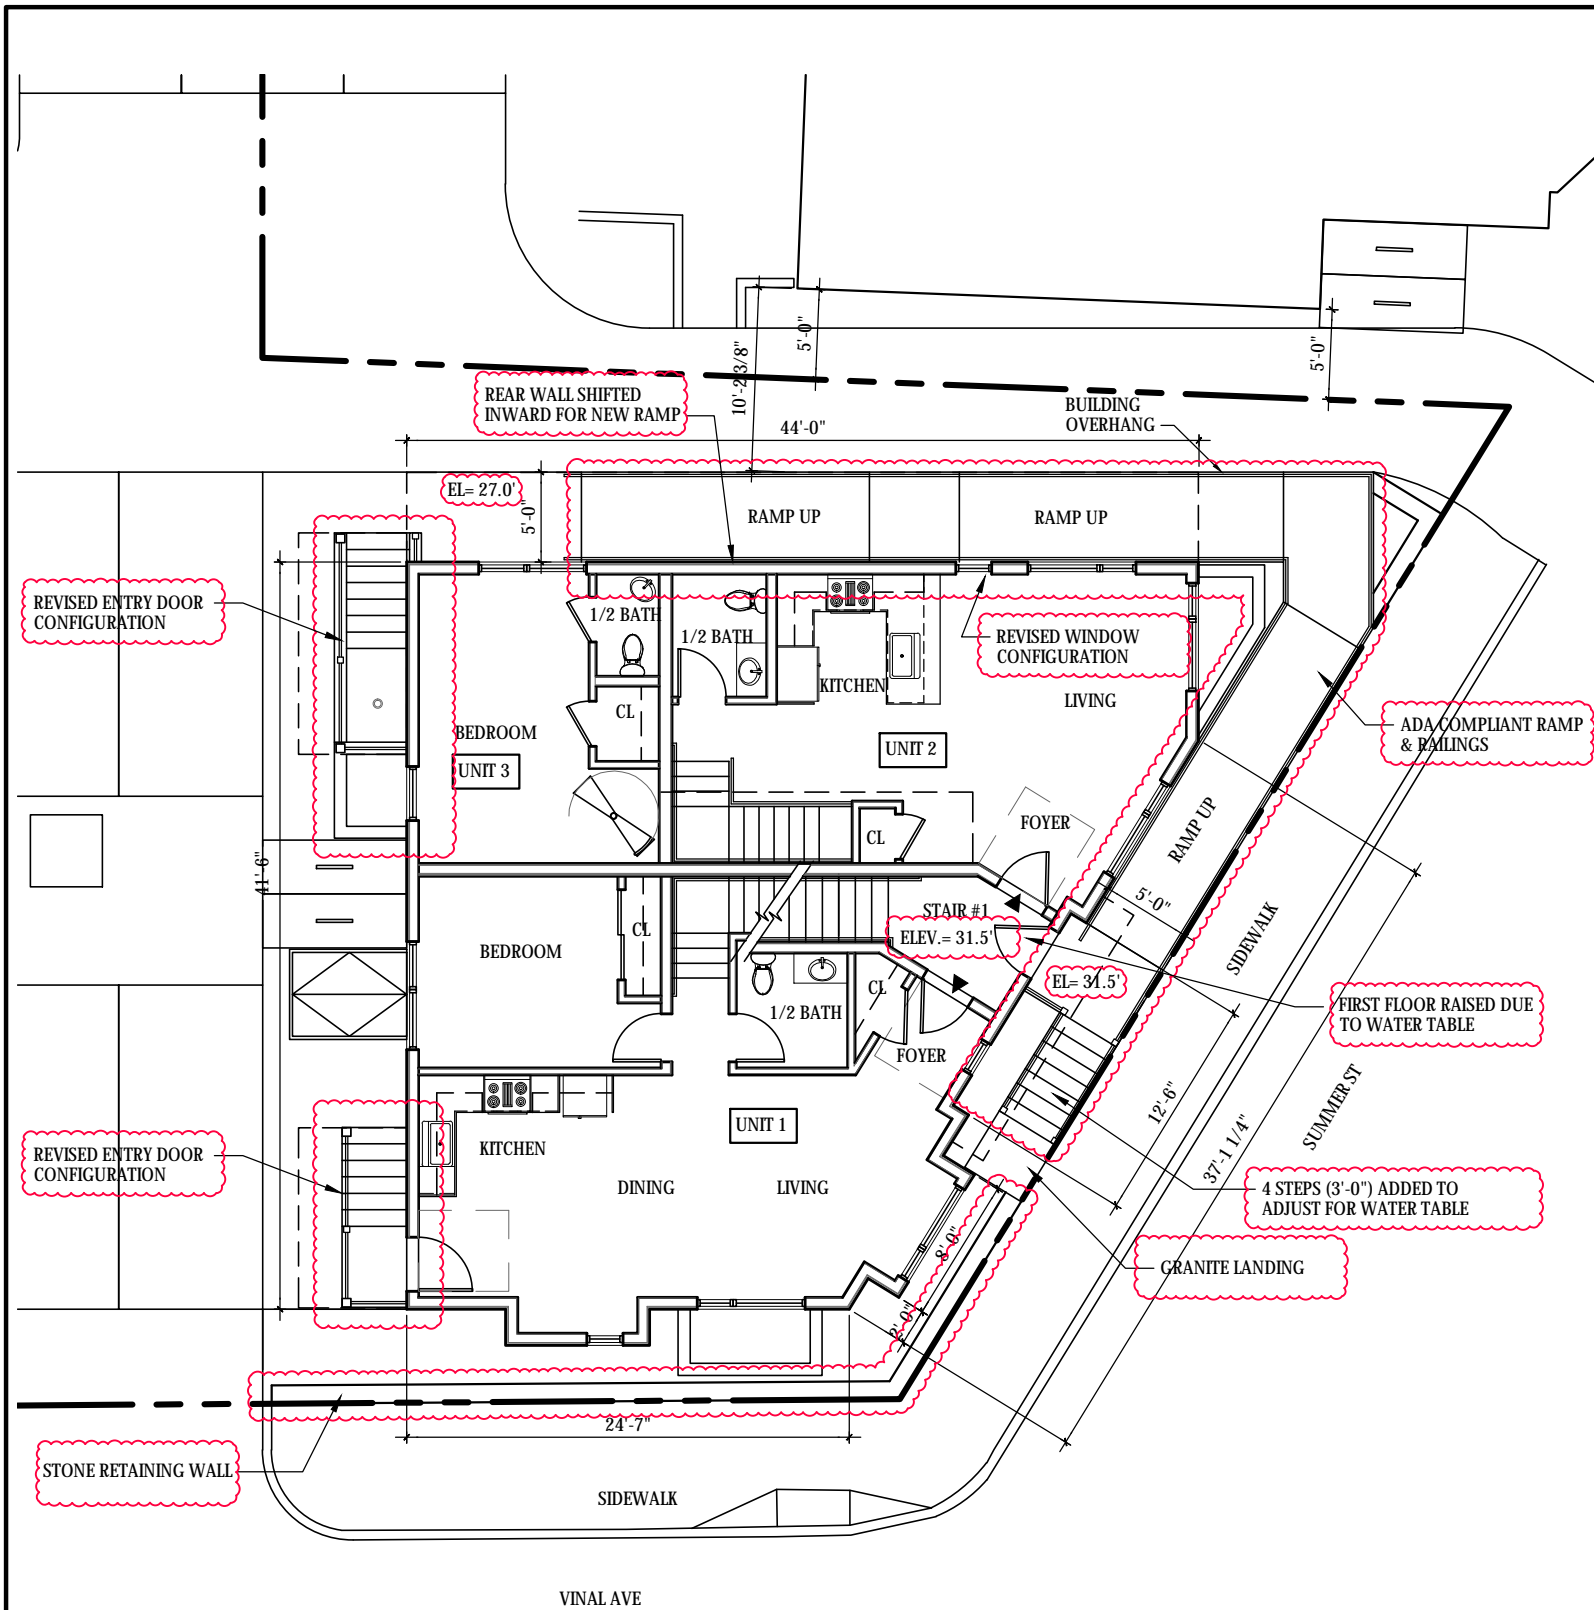 5'-0"
5'-0"
10'-2 3/8"
REAR WALL SHIFTED
INWARD FOR NEW RAMP
BUILDING
OVERHANG
44'-0"
EL= 27.0'
5'-0"
RAMP UP
RAMP UP
REVISED ENTRY DOOR
CONFIGURATION
1/2 BATH
1/2 BATH
REVISED WINDOW
CONFIGURATION
KITCHEN
LIVING
CL
BEDROOM
UNIT 3
UNIT 2
ADA COMPLIANT RAMP
& RAILINGS
FOYER
CL
RAMP UP
41'-6"
5'-0"
STAIR #1
CL
ELEV.= 31.5'
BEDROOM
SIDEWALK
EL= 31.5'
CL
1/2 BATH
FIRST FLOOR RAISED DUE
TO WATER TABLE
FOYER
12'-6"
SUMMER ST
37'-1 1/4"
UNIT 1
KITCHEN
REVISED ENTRY DOOR
CONFIGURATION
DINING
LIVING
4 STEPS (3'-0") ADDED TO
ADJUST FOR WATER TABLE
8'-0"
GRANITE LANDING
2'-0"
24'-7"
STONE RETAINING WALL
SIDEWALK
VINAL AVE